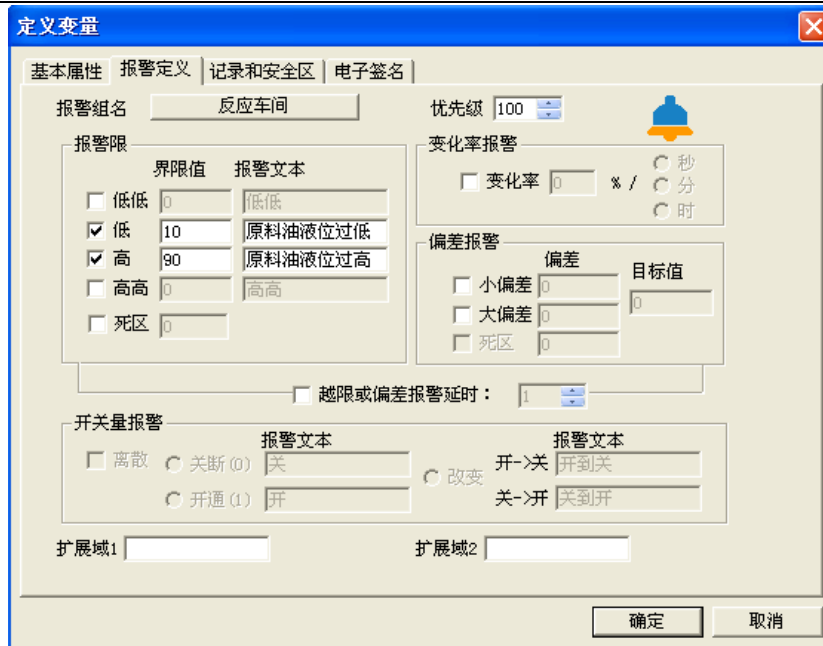 定义变量
基本属性 报警定义 记录和安全区 电子签名
报警组名 反应车间 优先级 100
报警限 变化率报警
界限值 报警文本
变化率 0 % / 秒 分 时
低低 0 低低
低 10 原料油液位过低
高 90 原料油液位过高
高高 0 高高
死区 0
偏差报警
偏差 目标值
小偏差 0 0
大偏差 0
死区 0
越限或偏差报警延时： 1
开关量报警
报警文本 报警文本
离散 关断(0) 关 改变 开->关 开到关
开通(1) 开 关->开 关到开
扩展域1 扩展域2
确定 取消